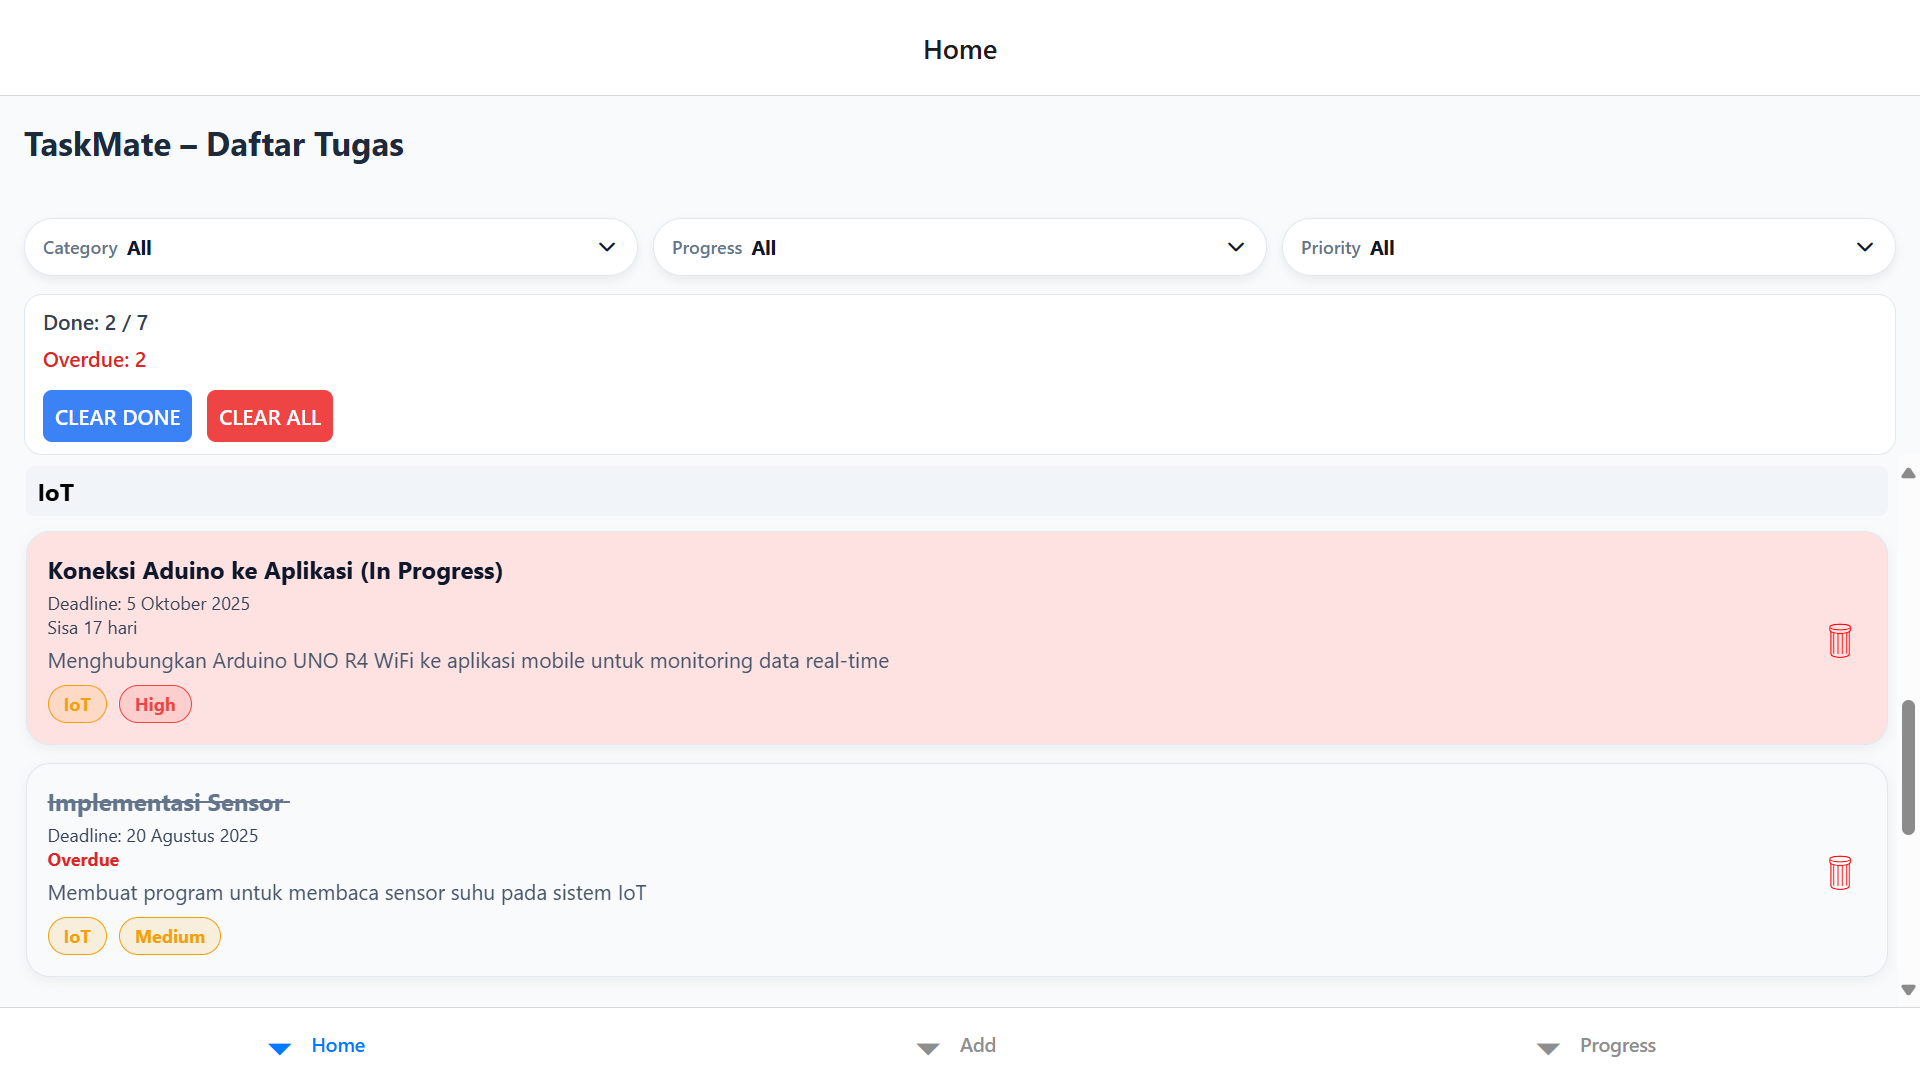 Home
TaskMate – Daftar Tugas
Category All
Progress All
Priority All
Done: 2 / 7
Overdue: 2
CLEAR DONE
CLEAR ALL
IoT
Koneksi Aduino ke Aplikasi (In Progress)
Deadline: 5 Oktober 2025
Sisa 17 hari
Menghubungkan Arduino UNO R4 WiFi ke aplikasi mobile untuk monitoring data real-time
IoT
High
Implementasi Sensor
Deadline: 20 Agustus 2025
Overdue
Membuat program untuk membaca sensor suhu pada sistem IoT
IoT
Medium
Home
Add
Progress